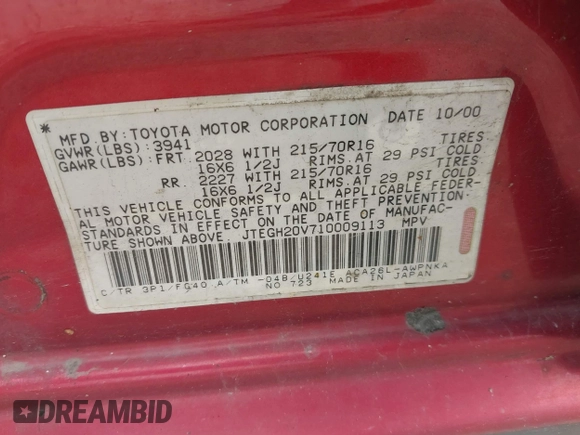 * MFD. BY: TOYOTA MOTOR CORPORATION DATE 10/00
GVWR(LBS): 3941
GAWR(LBS): FRT 2028 WITH 215/70R16 TIRES
16X6 1/2J RIMS.AT 29 PSI COLD
RR 2227 WITH 215/70R16 TIRES
16X6 1/2J RIMS.AT 29 PSI COLD
THIS VEHICLE CONFORMS TO ALL APPLICABLE FEDER-
AL MOTOR VEHICLE SAFETY AND THEFT PREVENTION
STANDARDS IN EFFECT ON THE DATE OF MANUFAC-
TURE SHOWN ABOVE. JTEGH20V710009113 MPV *
C/TR 3P1/FG40 A/TM -04B/U241E ACA26L-AWPNKA
NO 723 MADE IN JAPAN
DREAMBID